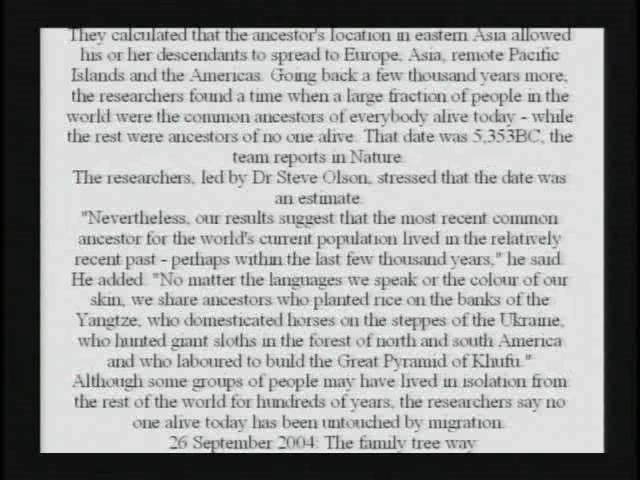 They calculated that the ancestor's location in eastern Asia allowed
his or her descendants to spread to Europe, Asia, remote Pacific
Islands and the Americas. Going back a few thousand years more,
the researchers found a time when a large fraction of people in the
world were the common ancestors of everybody alive today - while
the rest were ancestors of no one alive. That date was 5,353BC, the
team reports in Nature.
The researchers, led by Dr Steve Olson, stressed that the date was
an estimate.
"Nevertheless, our results suggest that the most recent common
ancestor for the world's current population lived in the relatively
recent past - perhaps within the last few thousand years," he said.
He added: "No matter the languages we speak or the colour of our
skin, we share ancestors who planted rice on the banks of the
Yangtze, who domesticated horses on the steppes of the Ukraine,
who hunted giant sloths in the forest of north and south America
and who laboured to build the Great Pyramid of Khufu."
Although some groups of people may have lived in isolation from
the rest of the world for hundreds of years, the researchers say no
one alive today has been untouched by migration.
26 September 2004: The family tree way